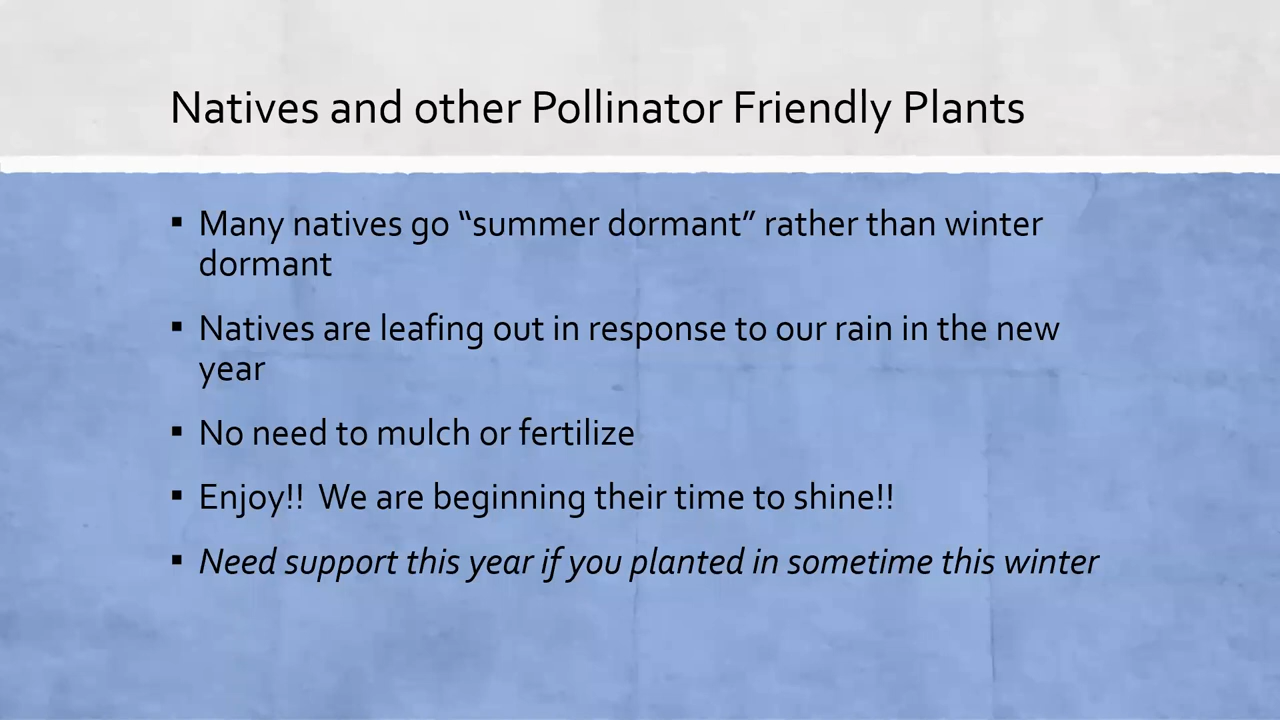 Natives and other Pollinator Friendly Plants
▪ Many natives go “summer dormant” rather than winter
dormant
▪ Natives are leafing out in response to our rain in the new
year
▪ No need to mulch or fertilize
▪ Enjoy!!  We are beginning their time to shine!!
▪ Need support this year if you planted in sometime this winter